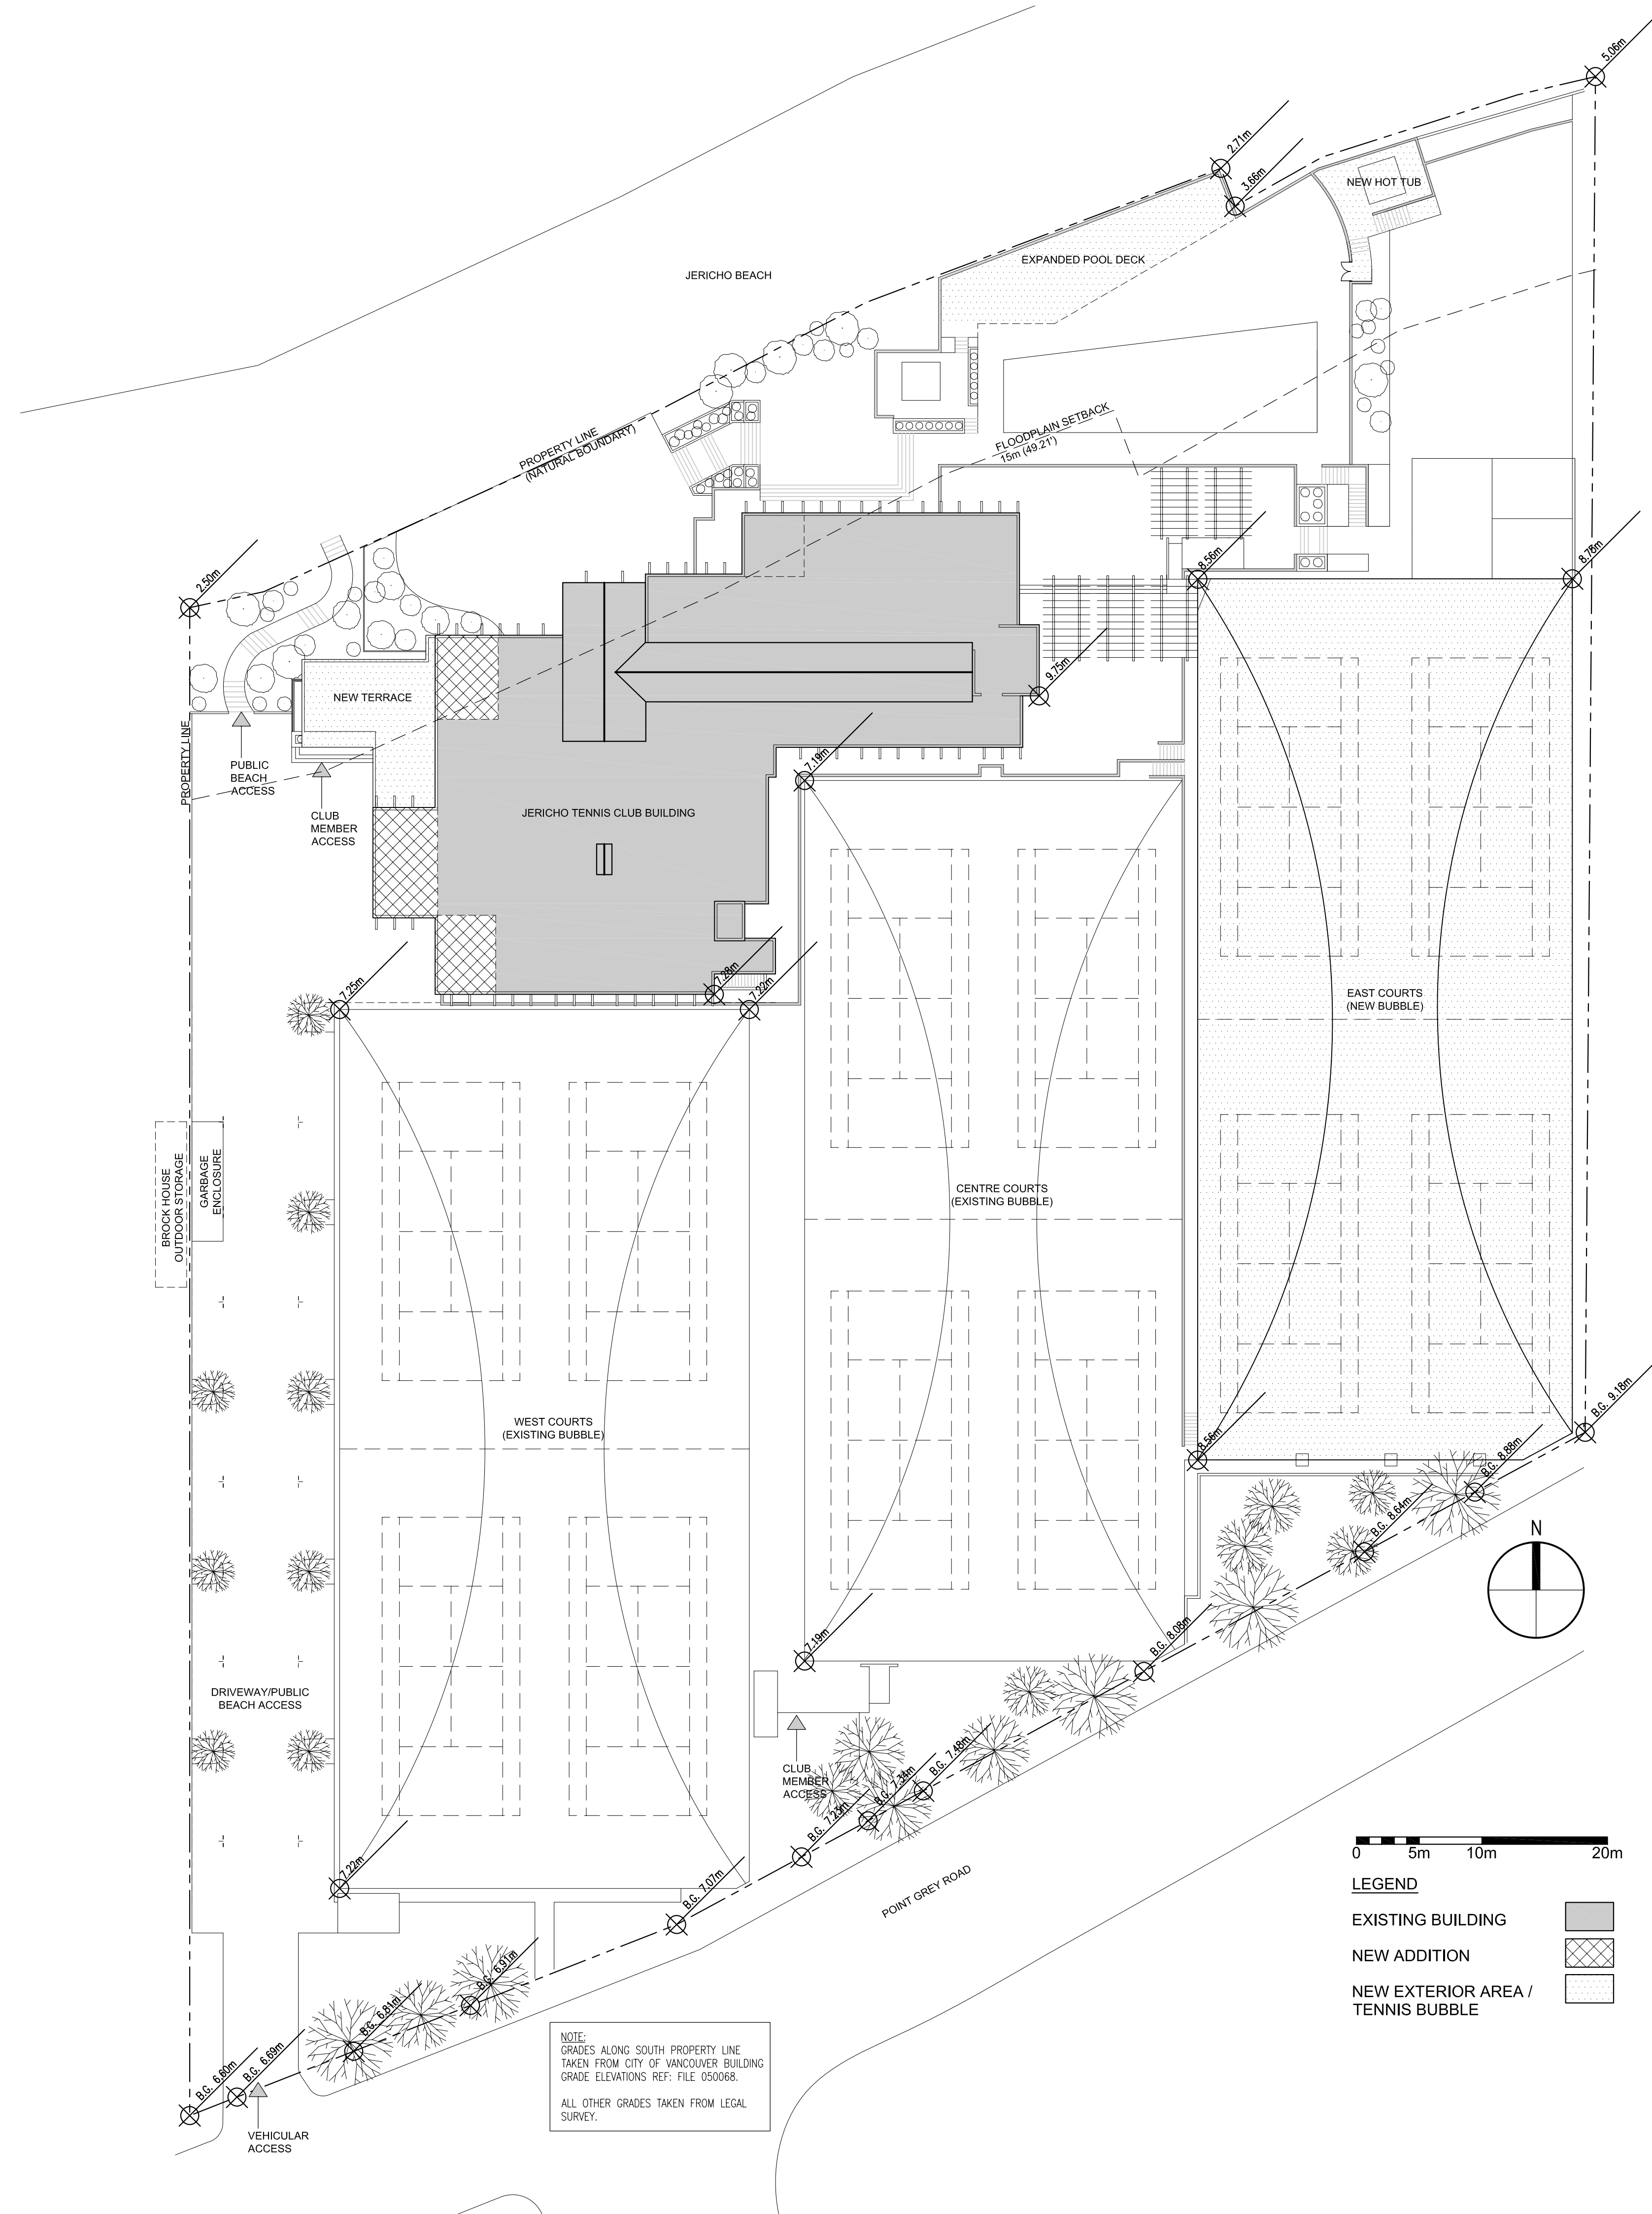 5.06m
2.71m
3.66m
NEW HOT TUB
EXPANDED POOL DECK
JERICHO BEACH
FLOODPLAIN SETBACK
15m (49.21')
PROPERTY LINE
(NATURAL BOUNDARY)
2.50m
8.56m
8.78m
9.75m
NEW TERRACE
PROPERTY LINE
PUBLIC
BEACH
ACCESS
CLUB
MEMBER
ACCESS
7.19m
JERICHO TENNIS CLUB BUILDING
7.25m
7.28m
7.22m
EAST COURTS
(NEW BUBBLE)
BROCK HOUSE
OUTDOOR STORAGE
GARBAGE
ENCLOSURE
CENTRE COURTS
(EXISTING BUBBLE)
WEST COURTS
(EXISTING BUBBLE)
B.G. 9.18m
8.56m
B.G. 8.88m
B.G. 8.64m
N
B.G. 8.08m
7.19m
DRIVEWAY/PUBLIC
BEACH ACCESS
CLUB
MEMBER
ACCESS
B.G. 7.48m
B.G. 7.34m
B.G. 7.23m
7.22m
B.G. 7.07m
POINT GREY ROAD
B.G. 6.91m
B.G. 6.81m
B.G. 6.69m
B.G. 6.60m
VEHICULAR
ACCESS
NOTE:
GRADES ALONG SOUTH PROPERTY LINE
TAKEN FROM CITY OF VANCOUVER BUILDING
GRADE ELEVATIONS REF: FILE 050068.
ALL OTHER GRADES TAKEN FROM LEGAL
SURVEY.
0 5m 10m 20m
LEGEND
EXISTING BUILDING
NEW ADDITION
NEW EXTERIOR AREA /
TENNIS BUBBLE